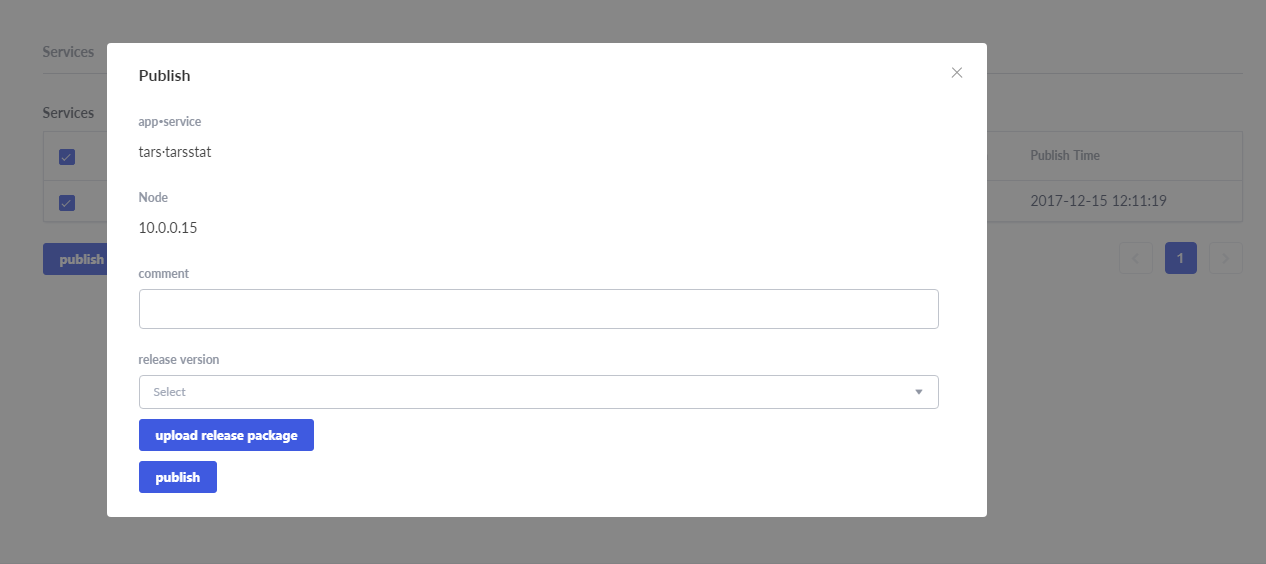 Services
Publish
app•service
Services
tars·tarsstat
Publish Time
Node
2017-12-15 12:11:19
10.0.0.15
publish
1
comment
release version
Select
upload release package
publish